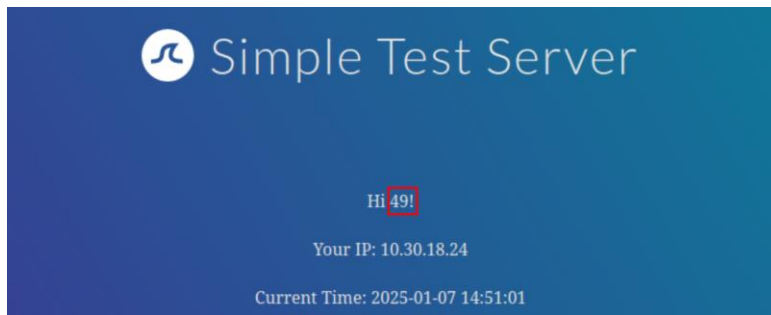 Simple Test Server
Hi 49!
Your IP: 10.30.18.24
Current Time: 2025-01-07 14:51:01